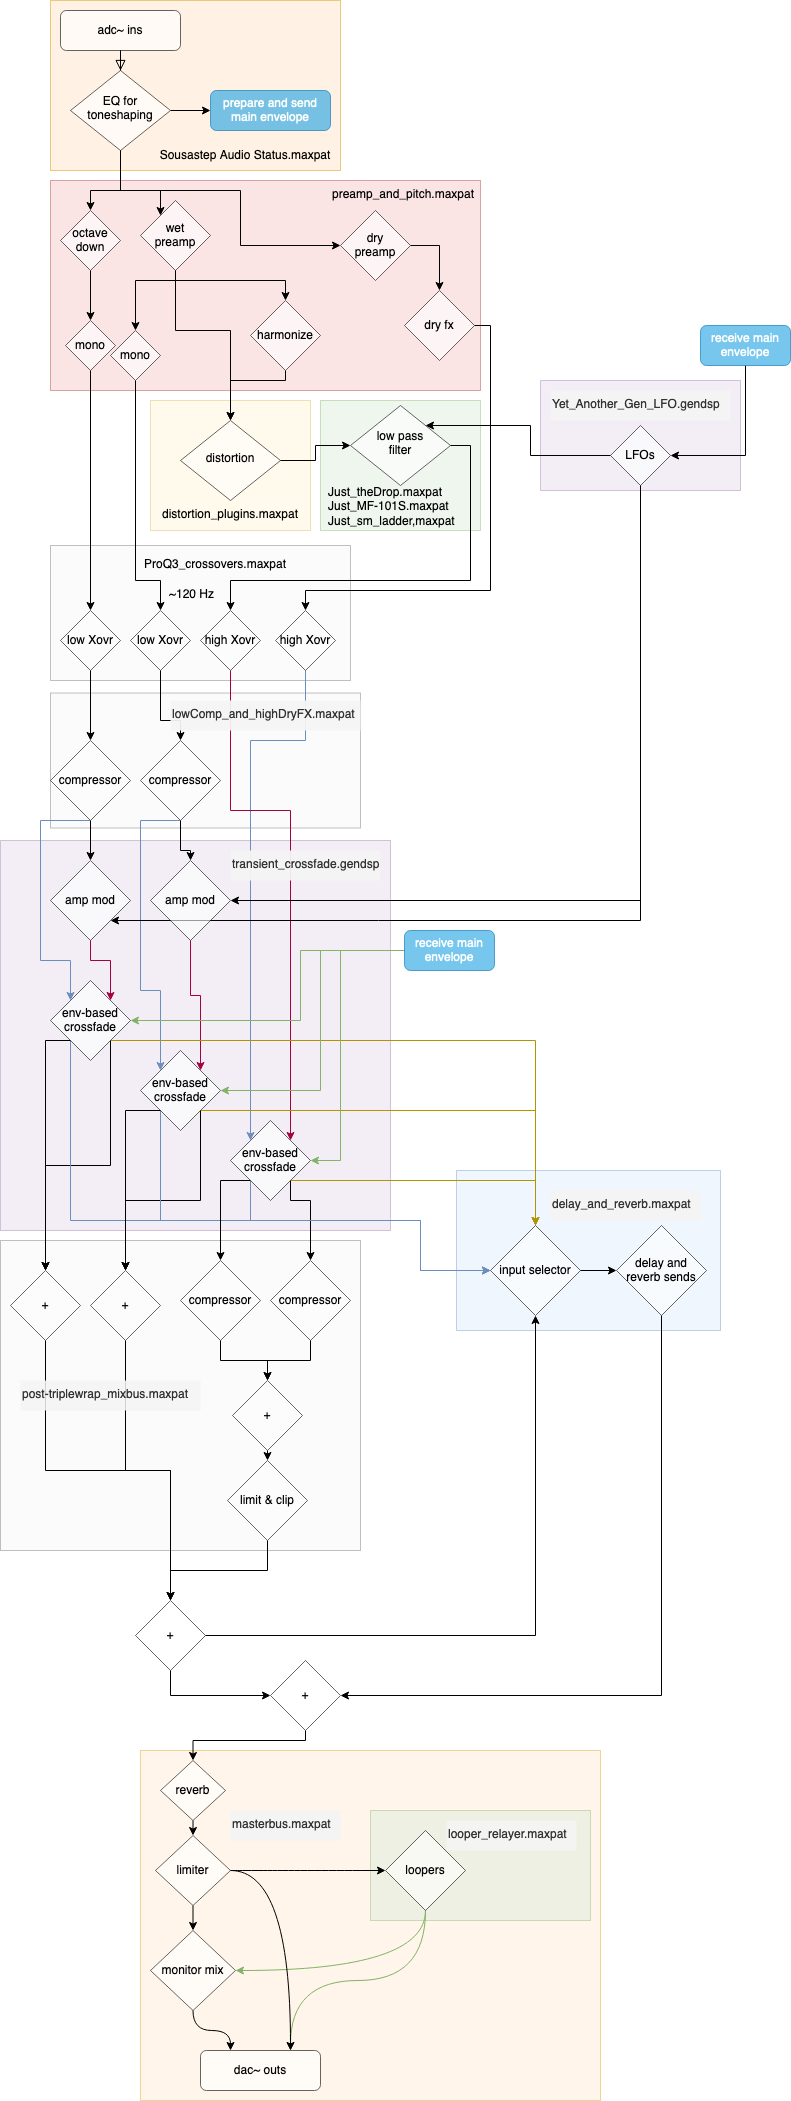 adc~ ins
EQ for
toneshaping
prepare and send
main envelope
Sousastep Audio Status.maxpat
preamp_and_pitch.maxpat
octave
down
wet
preamp
dry
preamp
mono
mono
harmonize
dry fx
receive main
envelope
Yet_Another_Gen_LFO.gendsp
LFOs
distortion
low pass
filter
distortion_plugins.maxpat
Just_theDrop.maxpat
Just_MF-101S.maxpat
Just_sm_ladder,maxpat
ProQ3_crossovers.maxpat
~120 Hz
low Xovr
low Xovr
high Xovr
high Xovr
lowComp_and_highDryFX.maxpat
compressor
compressor
transient_crossfade.gendsp
amp mod
amp mod
receive main
envelope
env-based
crossfade
env-based
crossfade
env-based
crossfade
delay_and_reverb.maxpat
input selector
delay and
reverb sends
+
+
compressor
compressor
post-triplewrap_mixbus.maxpat
+
limit & clip
+
+
reverb
masterbus.maxpat
looper_relayer.maxpat
limiter
loopers
monitor mix
dac~ outs